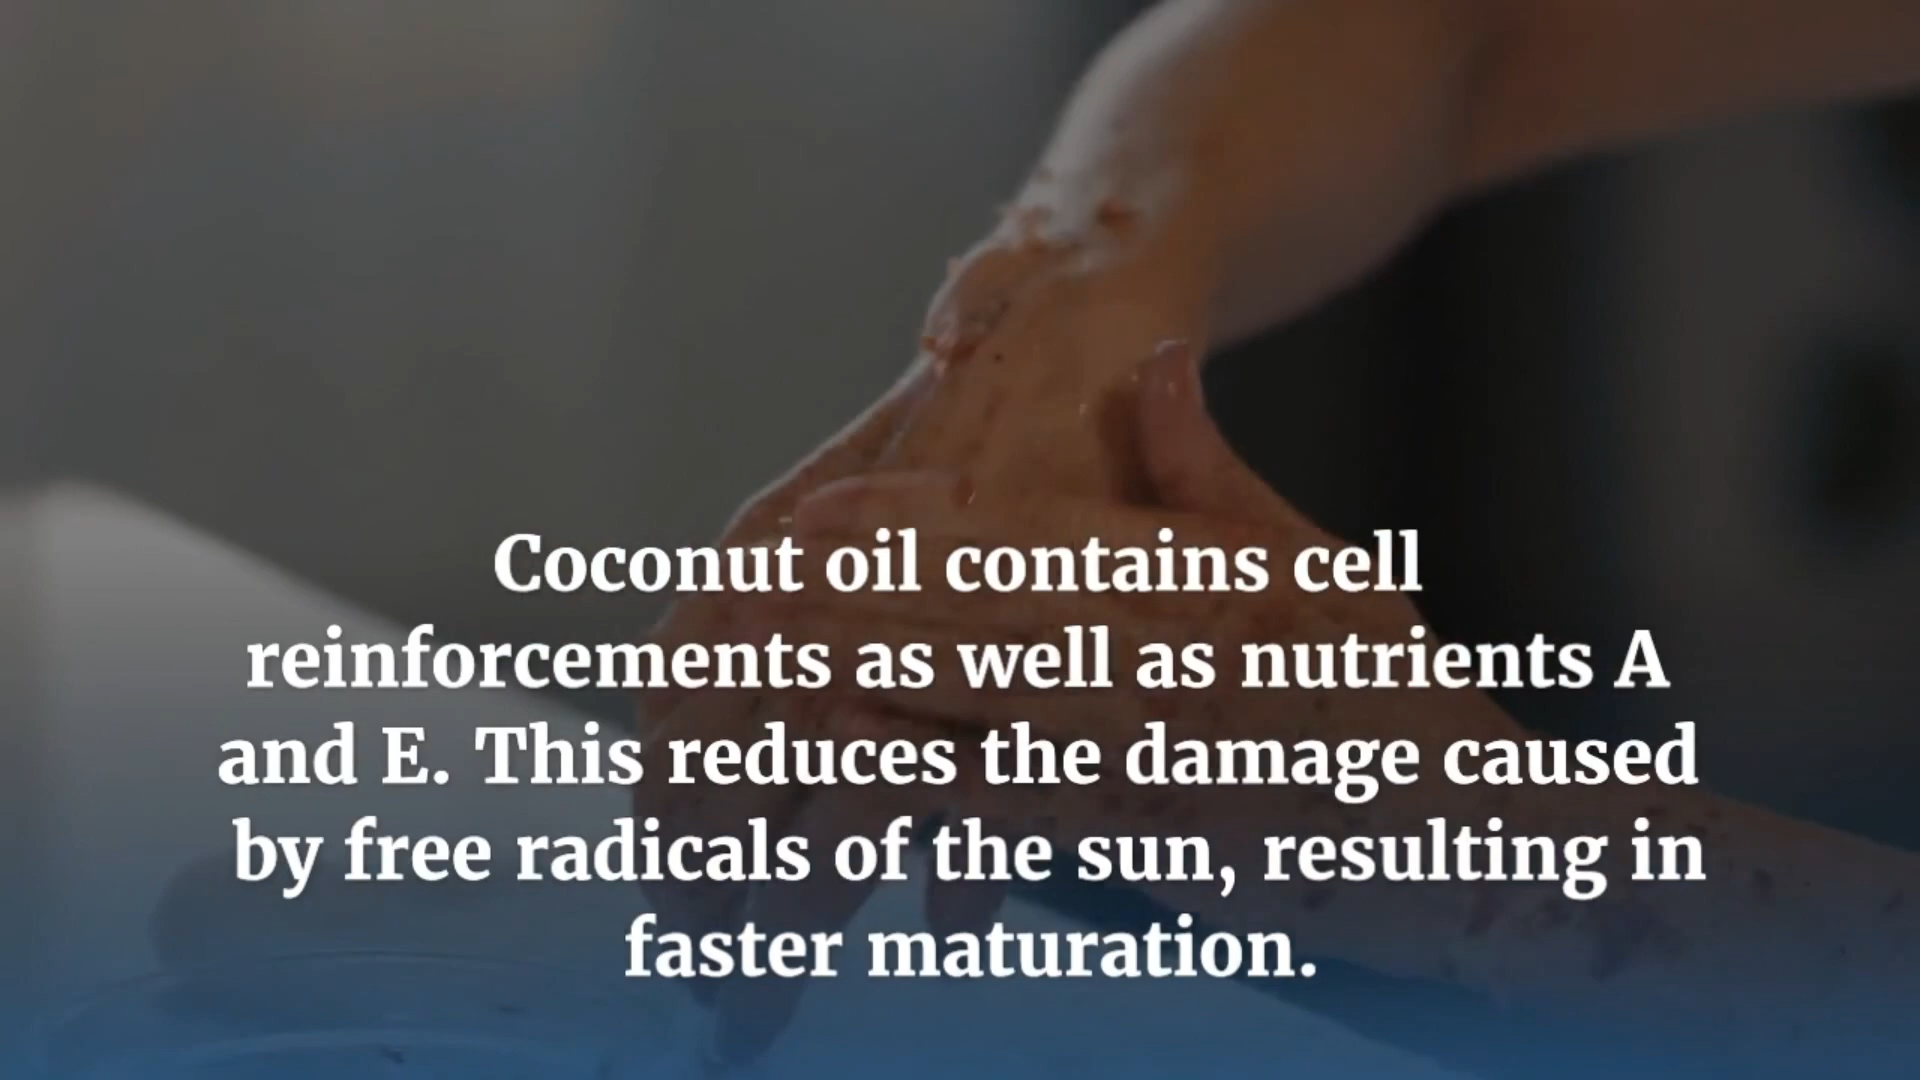 Coconut oil contains cell
reinforcements as well as nutrients A
and E. This reduces the damage caused
by free radicals of the sun, resulting in
faster maturation.